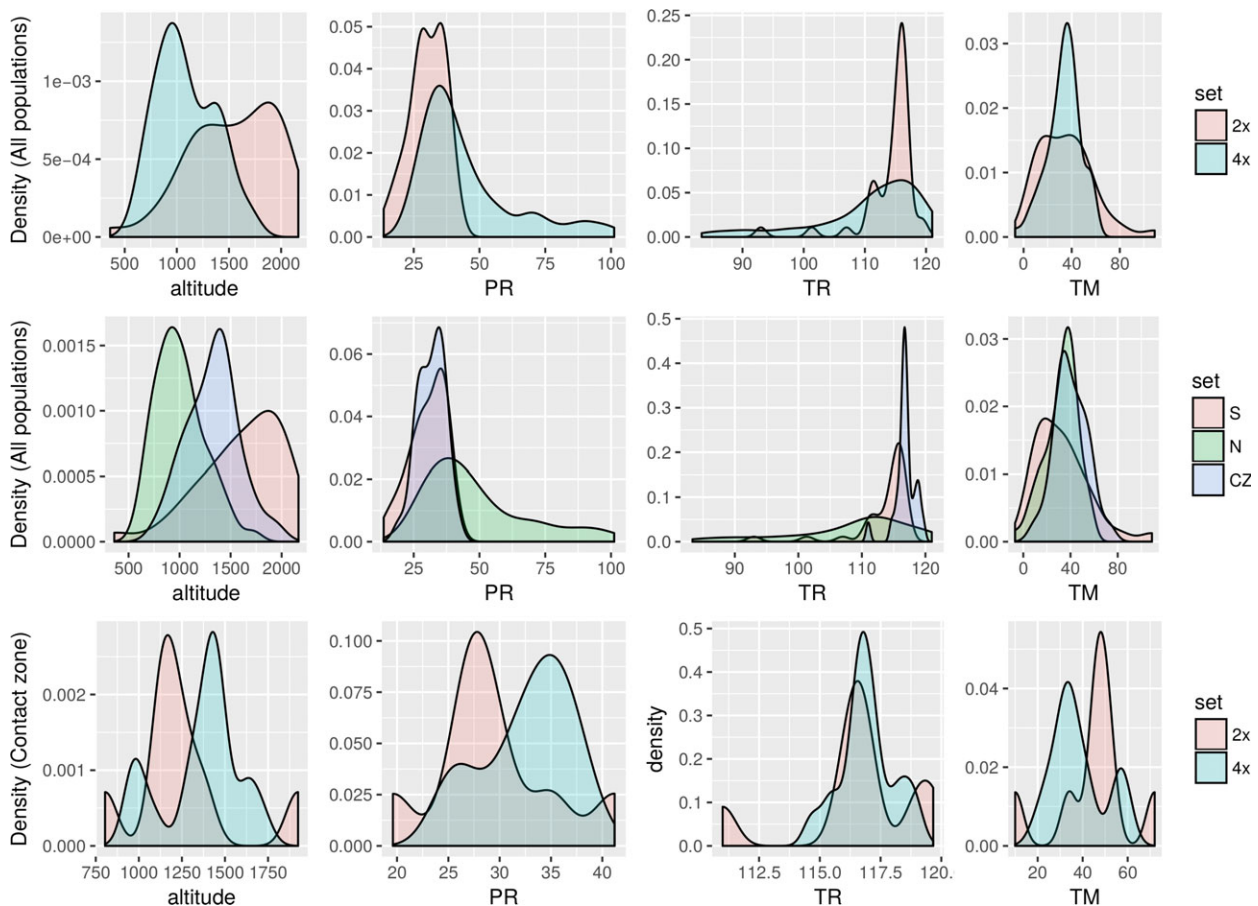 Density (All populations)
1e−03
5e−04
0e+00
500 1000 1500 2000
altitude
0.05
0.04
0.03
0.02
0.01
0.00
25 50 75 100
PR
0.25
0.20
0.15
0.10
0.05
0.00
90 100 110 120
TR
0.03
0.02
0.01
0.00
0 40 80
TM
set
2x
4x
Density (All populations)
0.0015
0.0010
0.0005
0.0000
500 1000 1500 2000
altitude
0.06
0.04
0.02
0.00
25 50 75 100
PR
0.5
0.4
0.3
0.2
0.1
0.0
90 100 110 120
TR
0.03
0.02
0.01
0.00
0 40 80
TM
set
S
N
CZ
Density (Contact zone)
0.002
0.001
0.000
750 1000 1250 1500 1750
altitude
0.100
0.075
0.050
0.025
0.000
20 25 30 35 40
PR
density
0.5
0.4
0.3
0.2
0.1
0.0
112.5 115.0 117.5 120.
TR
0.04
0.02
0.00
20 40 60
TM
set
2x
4x